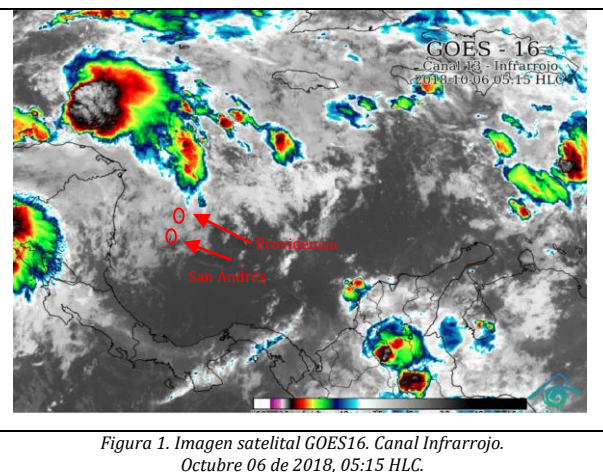 GOES - 16
Canal 13 - Infrarrojo
2018-10-06 05:15 HLC
Providencia
San Andrés
Figura 1. Imagen satelital GOES16. Canal Infrarrojo.
Octubre 06 de 2018, 05:15 HLC.